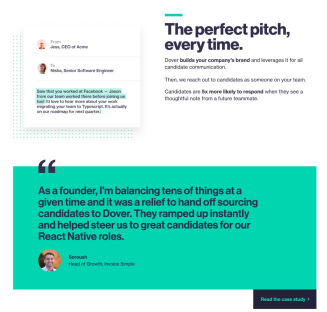 From
Jess, CEO of Acme
To
Nisha, Senior Software Engineer
Saw that you worked at Facebook – Jason
from our team worked there before joining us
too! I'd love to hear more about your work
migrating your team to Typescript. It's actually
on our roadmap for next quarter.
The perfect pitch,
every time.
Dover builds your company's brand and leverages it for all
candidate communication.
Then, we reach out to candidates as someone on your team.
Candidates are 5x more likely to respond when they see a
thoughtful note from a future teammate.
“
As a founder, I'm balancing tens of things at a
given time and it was a relief to hand off sourcing
candidates to Dover. They ramped up instantly
and helped steer us to great candidates for our
React Native roles.
Soroush
Head of Growth, Invoice Simple
Read the case study ›